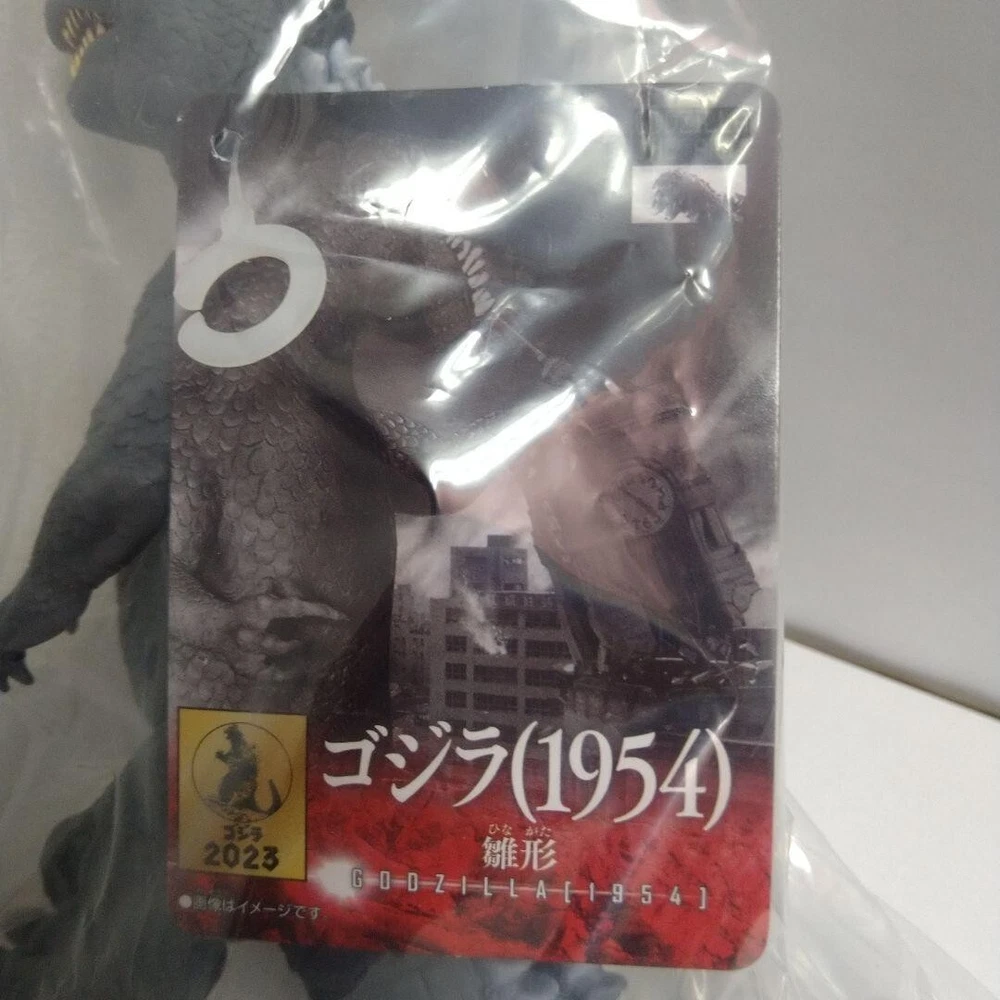 ゴジラ(1954)
ひな がた
雛形
GODZILLA[1954]
ゴジラ
2023
●画像はイメージです